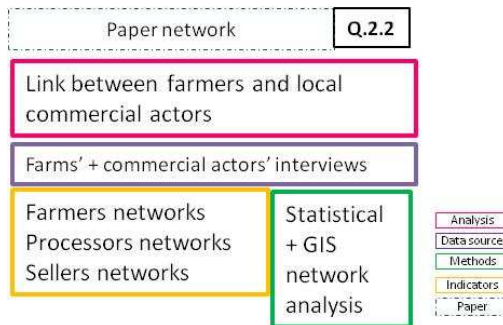 Paper network
Q.2.2
Link between farmers and local
commercial actors
Farms' + commercial actors' interviews
Farmers networks
Processors networks
Sellers networks
Statistical
+ GIS
network
analysis
Analysis
Data source
Methods
Indicators
Paper